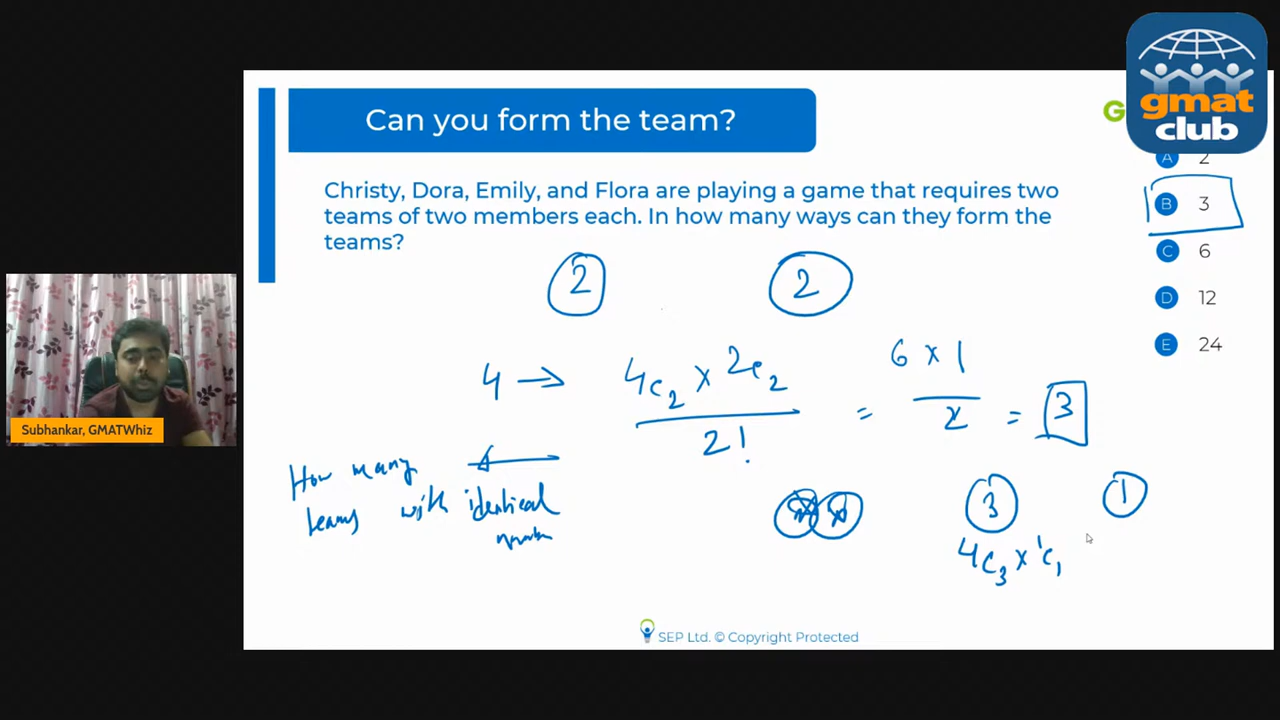 Can you form the team?
G
gmat
club
Christy, Dora, Emily, and Flora are playing a game that requires two
teams of two members each. In how many ways can they form the
teams?
A 2
B 3
C 6
D 12
E 24
2 2
4 → 4c₂ × 2c₂ / 2! = 6 × 1 / 2 = 3
How many
teams with identical
3 1
4c₃ × ¹c₁
Subhankar, GMATWhiz
SEP Ltd. © Copyright Protected